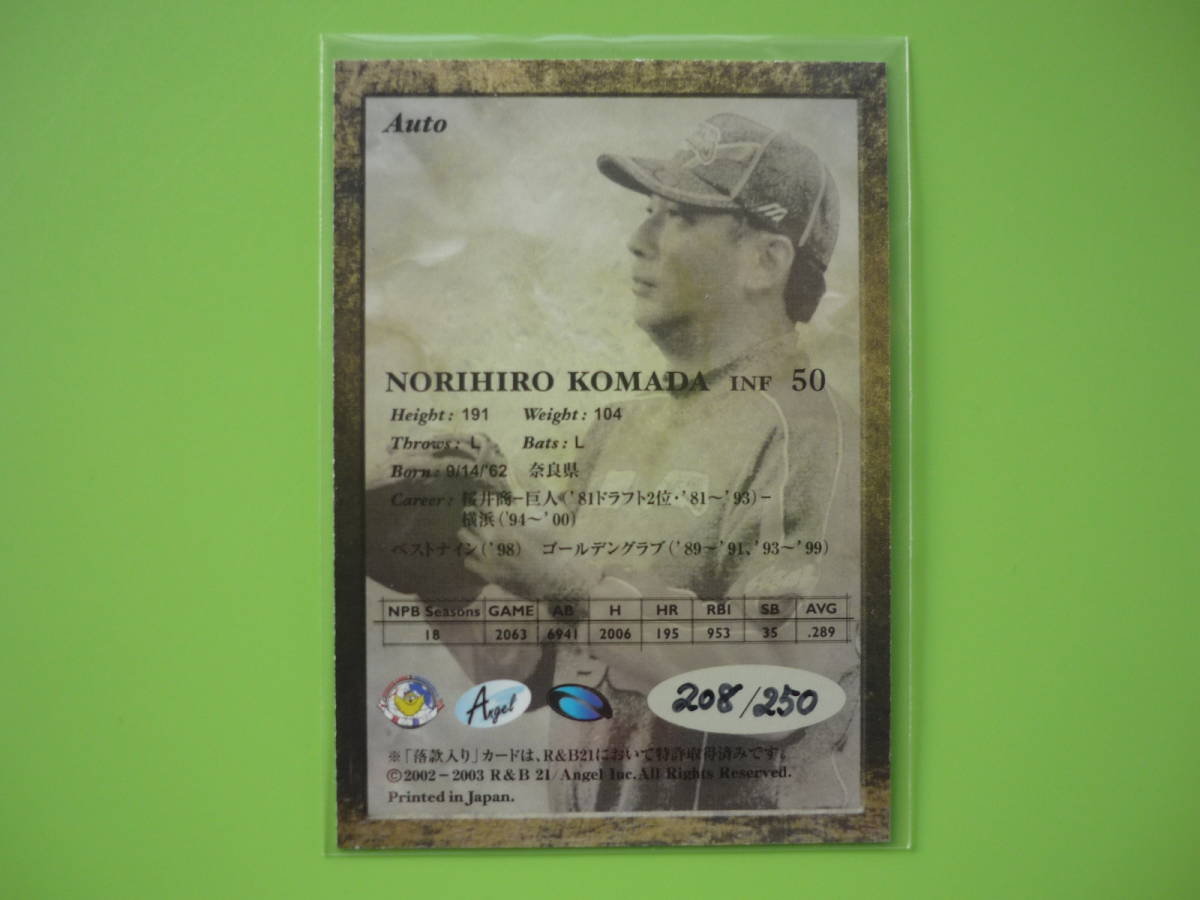 Auto
NORIHIRO KOMADA INF 50
Height: 191 Weight: 104
Throws: L Bats: L
Born: 9/14/'62 奈良県
Career: 桜井商−巨人('81ドラフト2位・'81〜'93)−
横浜('94〜'00)
ベストナイン('98) ゴールデングラブ('89〜'91、'93〜'99)
NPB Seasons GAME AB H HR RBI SB AVG
18 2063 6941 2006 195 953 35 .289
Angel
208/250
※「落款入り」カードは、R&B21において特許取得済みです。
©2002−2003 R&B 21/Angel Inc.All Rights Reserved.
Printed in Japan.